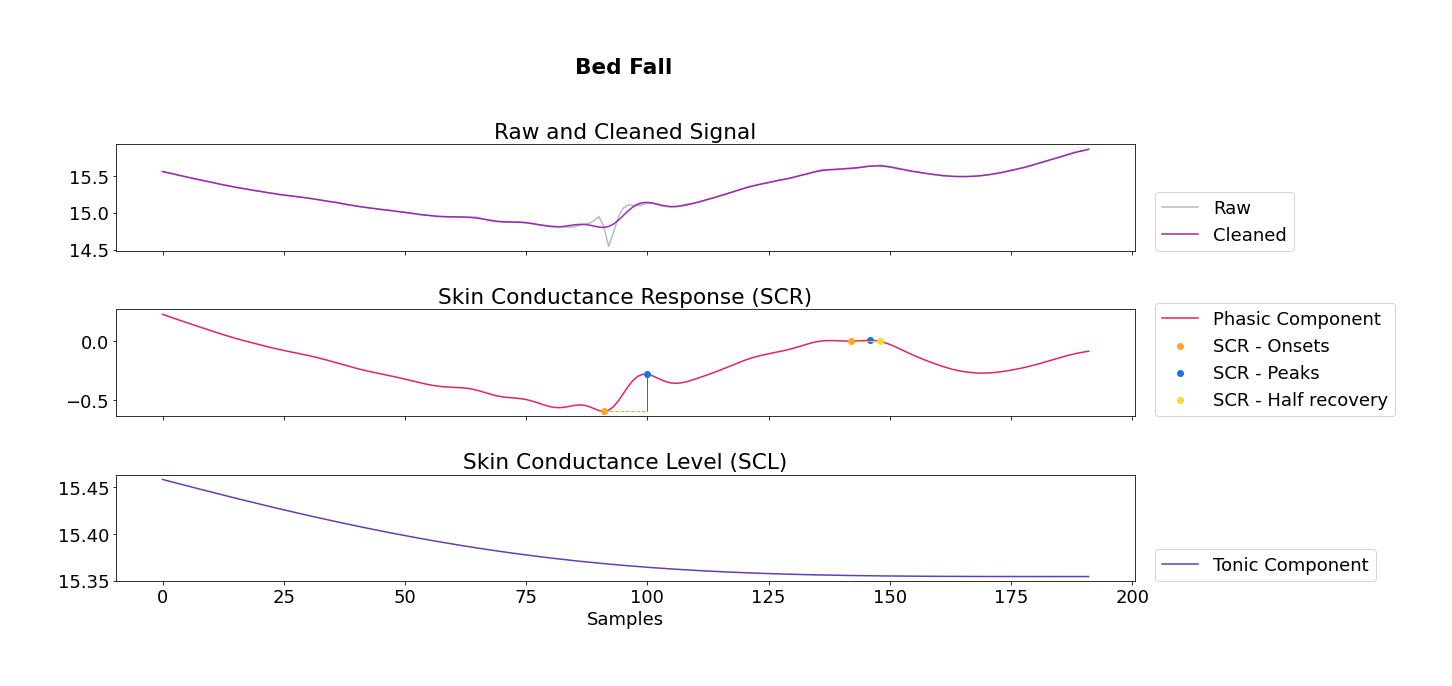 Bed Fall
Raw and Cleaned Signal
15.5
15.0
14.5
Raw
Cleaned
Skin Conductance Response (SCR)
0.0
−0.5
Phasic Component
SCR - Onsets
SCR - Peaks
SCR - Half recovery
Skin Conductance Level (SCL)
15.45
15.40
15.35
Tonic Component
0 25 50 75 100 125 150 175 200
Samples